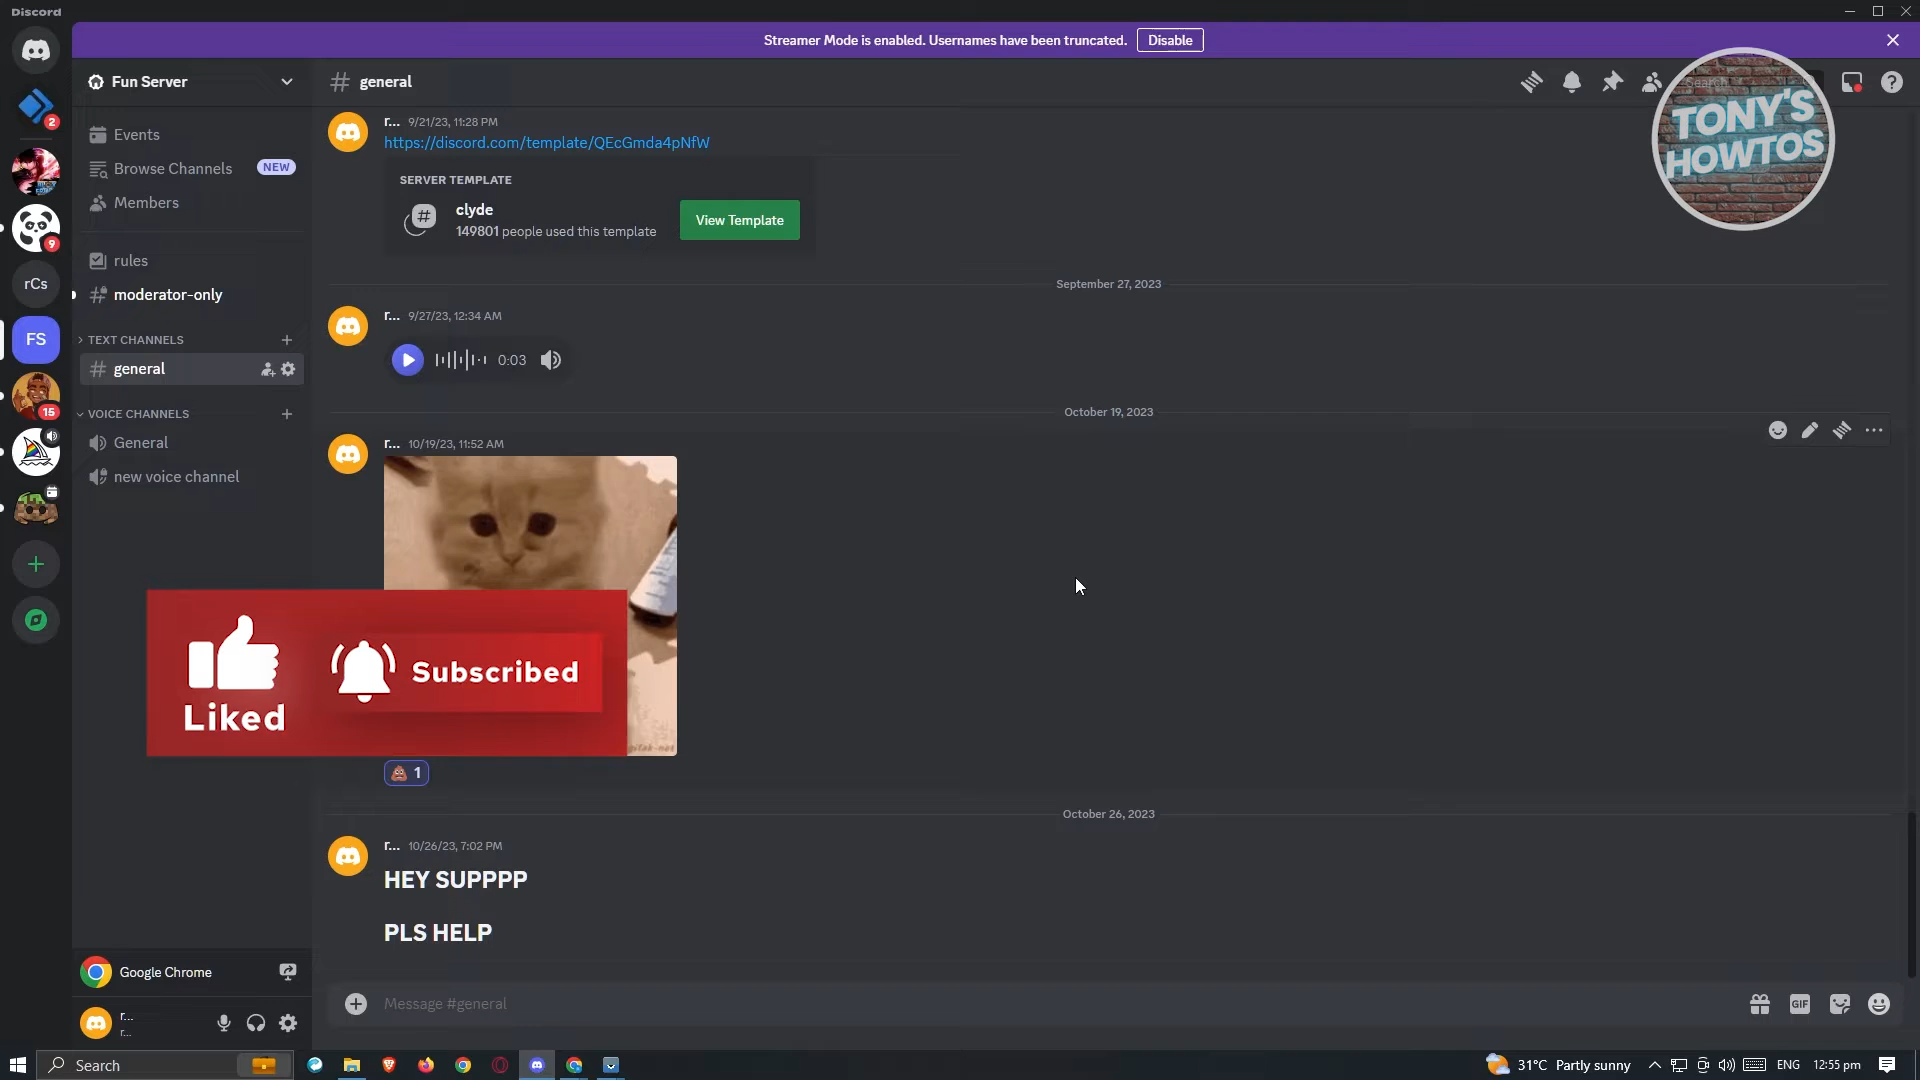 Discord
Streamer Mode is enabled. Usernames have been truncated.
Disable
Fun Server
general
Search
TONY'S
HOWTOS
Events
Browse Channels
NEW
Members
rules
moderator-only
TEXT CHANNELS
general
VOICE CHANNELS
General
new voice channel
2
9
rCs
FS
15
r... 9/21/23, 11:28 PM
https://discord.com/template/QEcGmda4pNfW
SERVER TEMPLATE
clyde
149801 people used this template
View Template
September 27, 2023
r... 9/27/23, 12:34 AM
0:03
October 19, 2023
r... 10/19/23, 11:52 AM
Liked
Subscribed
1
October 26, 2023
r... 10/26/23, 7:02 PM
HEY SUPPPP
PLS HELP
Google Chrome
r...
r...
Message #general
GIF
Search
31°C Partly sunny
ENG
12:55 pm